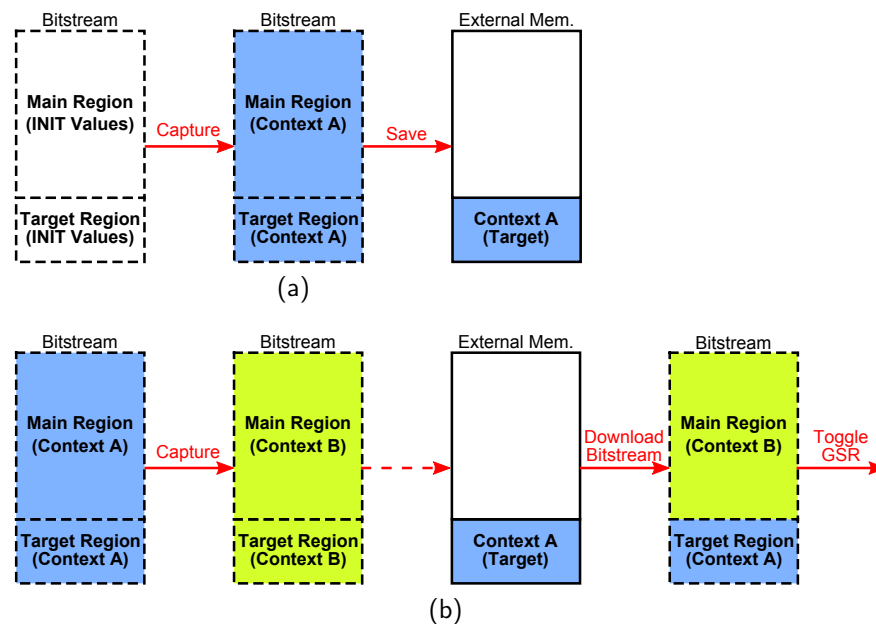 Bitstream
Bitstream
External Mem.
Main Region
(INIT Values)
Capture
Main Region
(Context A)
Save
Target Region
(INIT Values)
Target Region
(Context A)
Context A
(Target)
(a)
Bitstream
Bitstream
External Mem.
Bitstream
Main Region
(Context A)
Capture
Main Region
(Context B)
Download
Bitstream
Main Region
(Context B)
Toggle
GSR
Target Region
(Context A)
Target Region
(Context B)
Context A
(Target)
Target Region
(Context A)
(b)